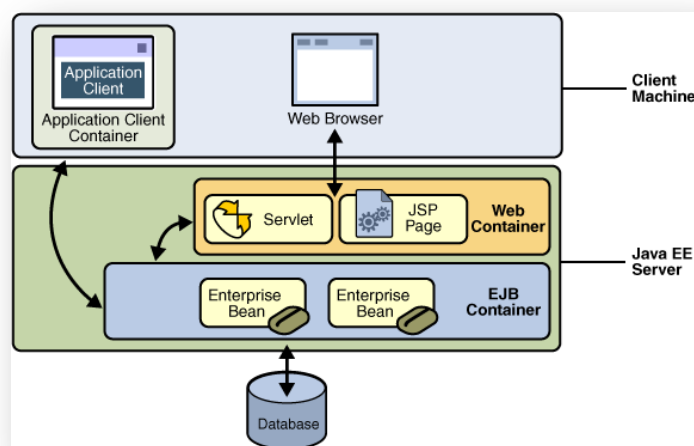 Application
Client
Application Client
Container
Web Browser
Client
Machine
Servlet
JSP
Page
Web
Container
Java EE
Server
Enterprise
Bean
Enterprise
Bean
EJB
Container
Database